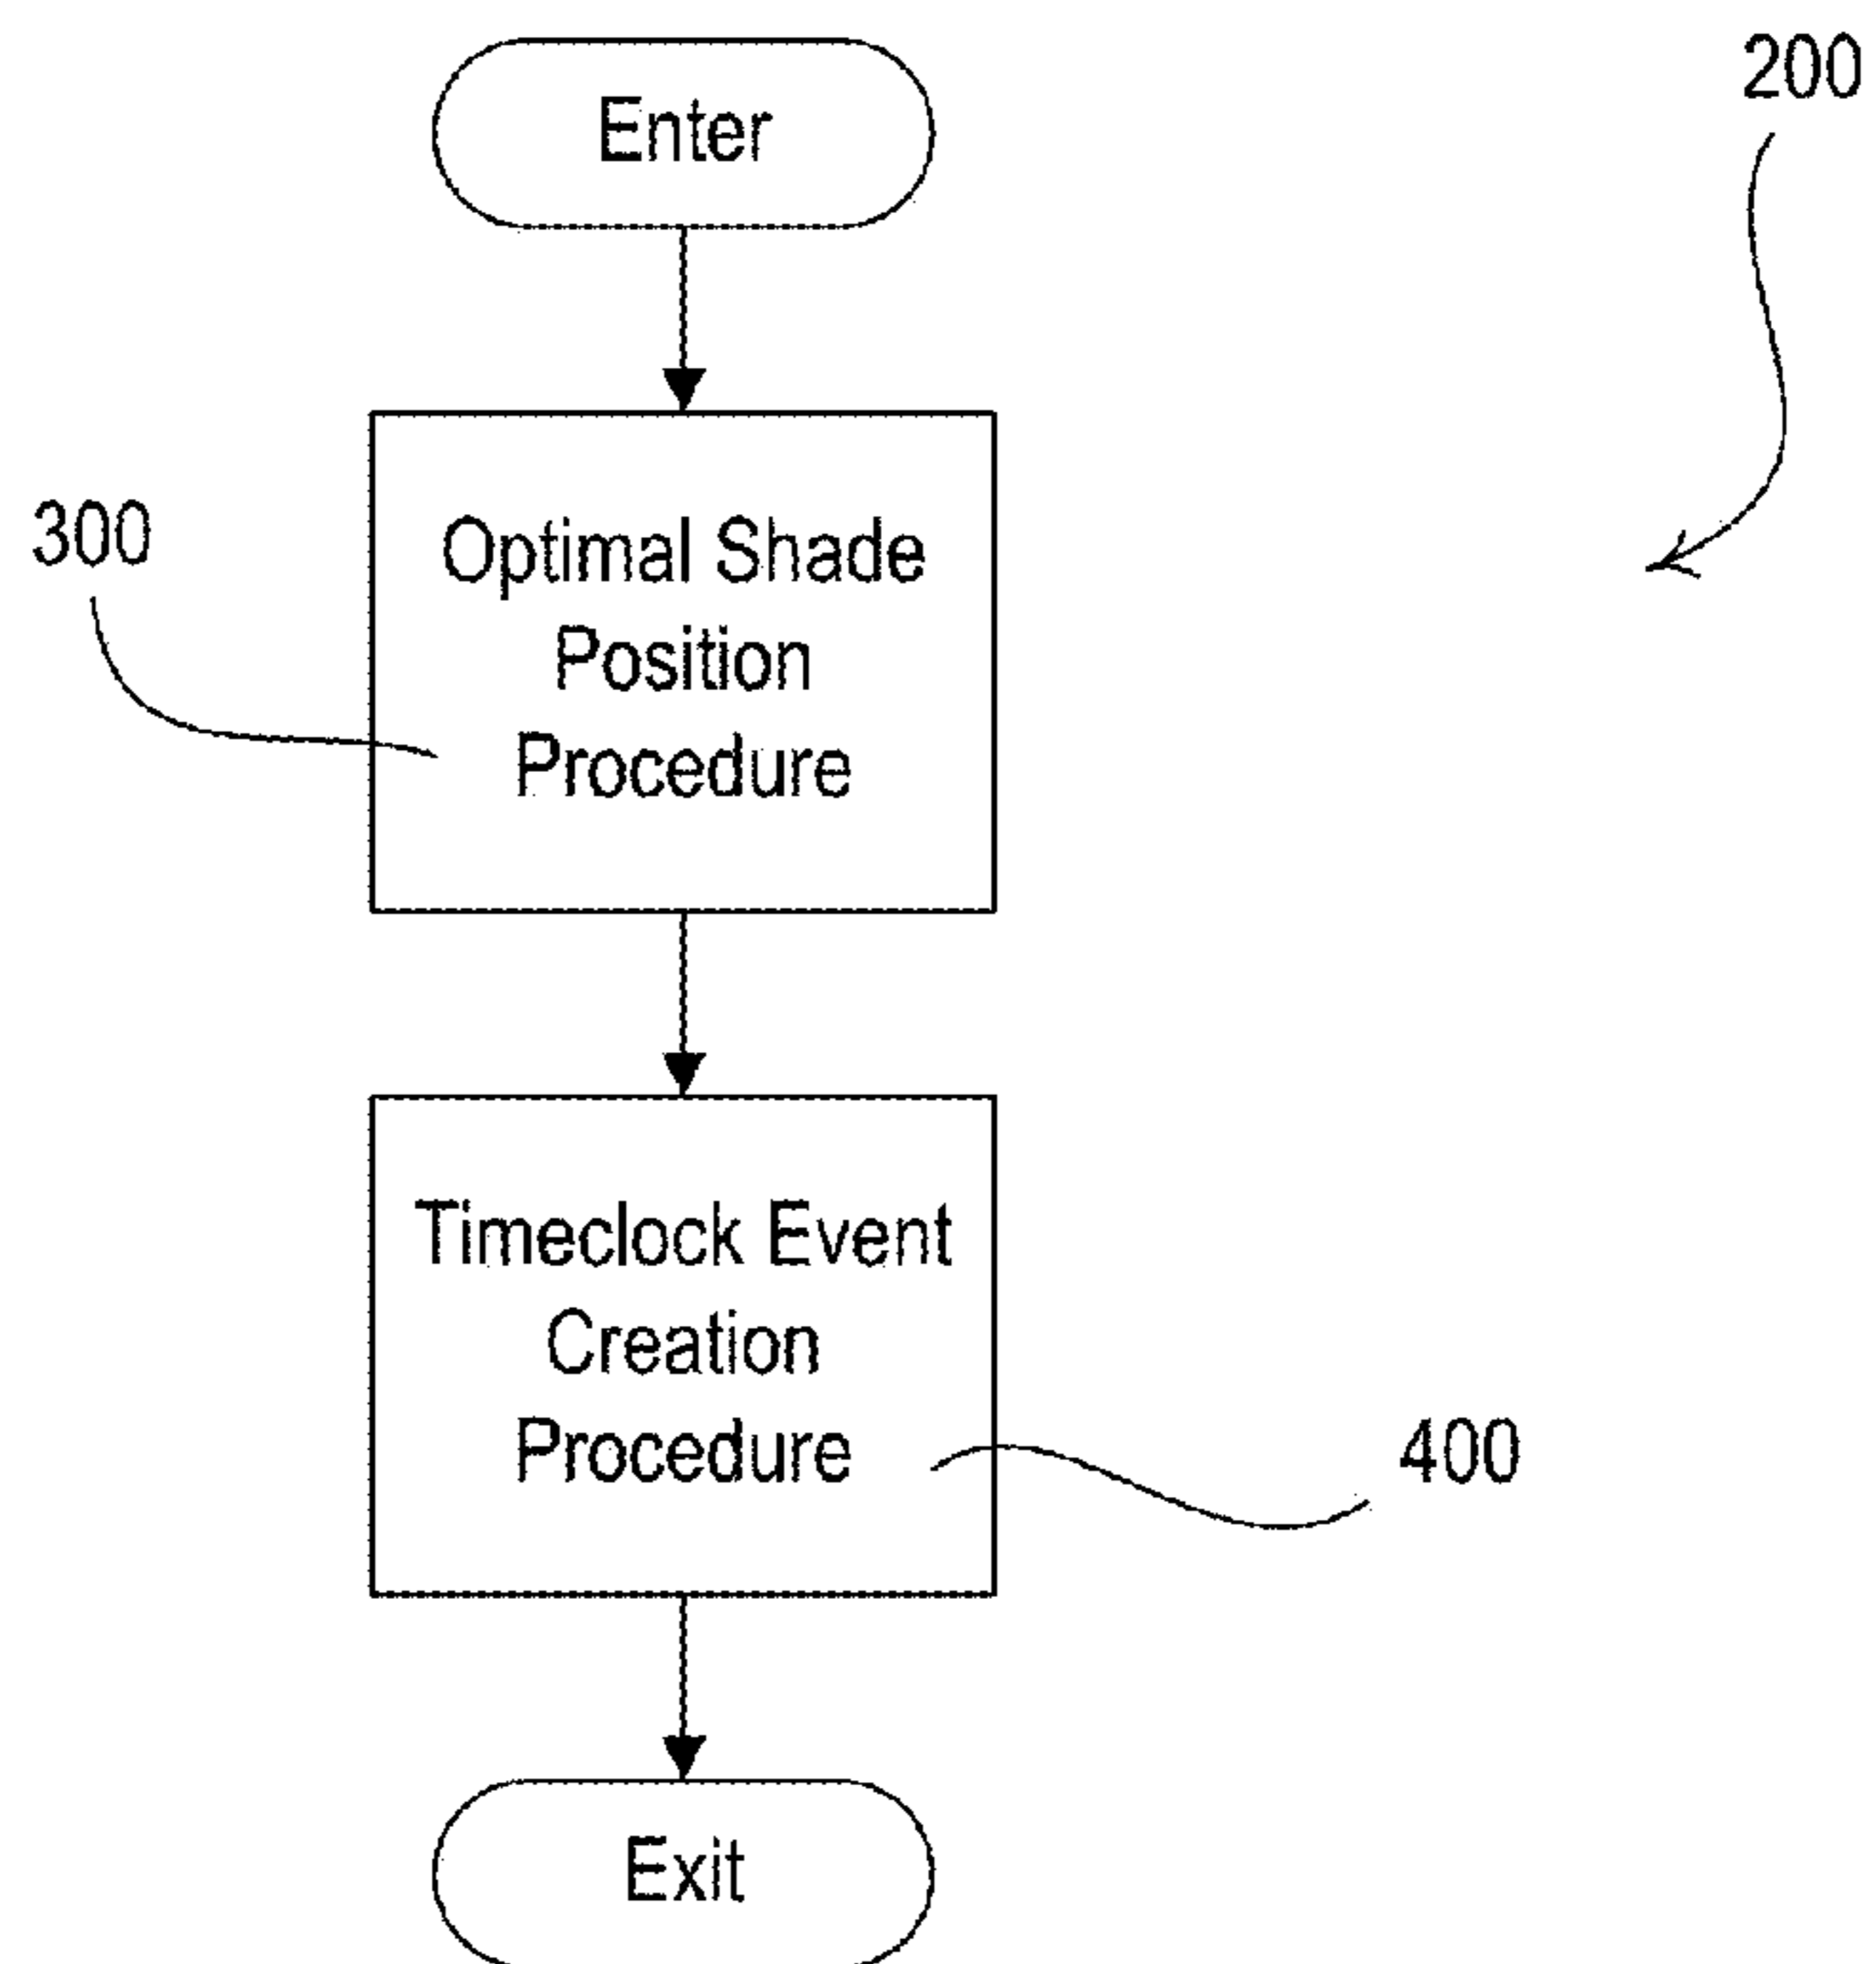 Enter
200
300
Optimal Shade
Position
Procedure
Timeclock Event
Creation
Procedure
400
Exit